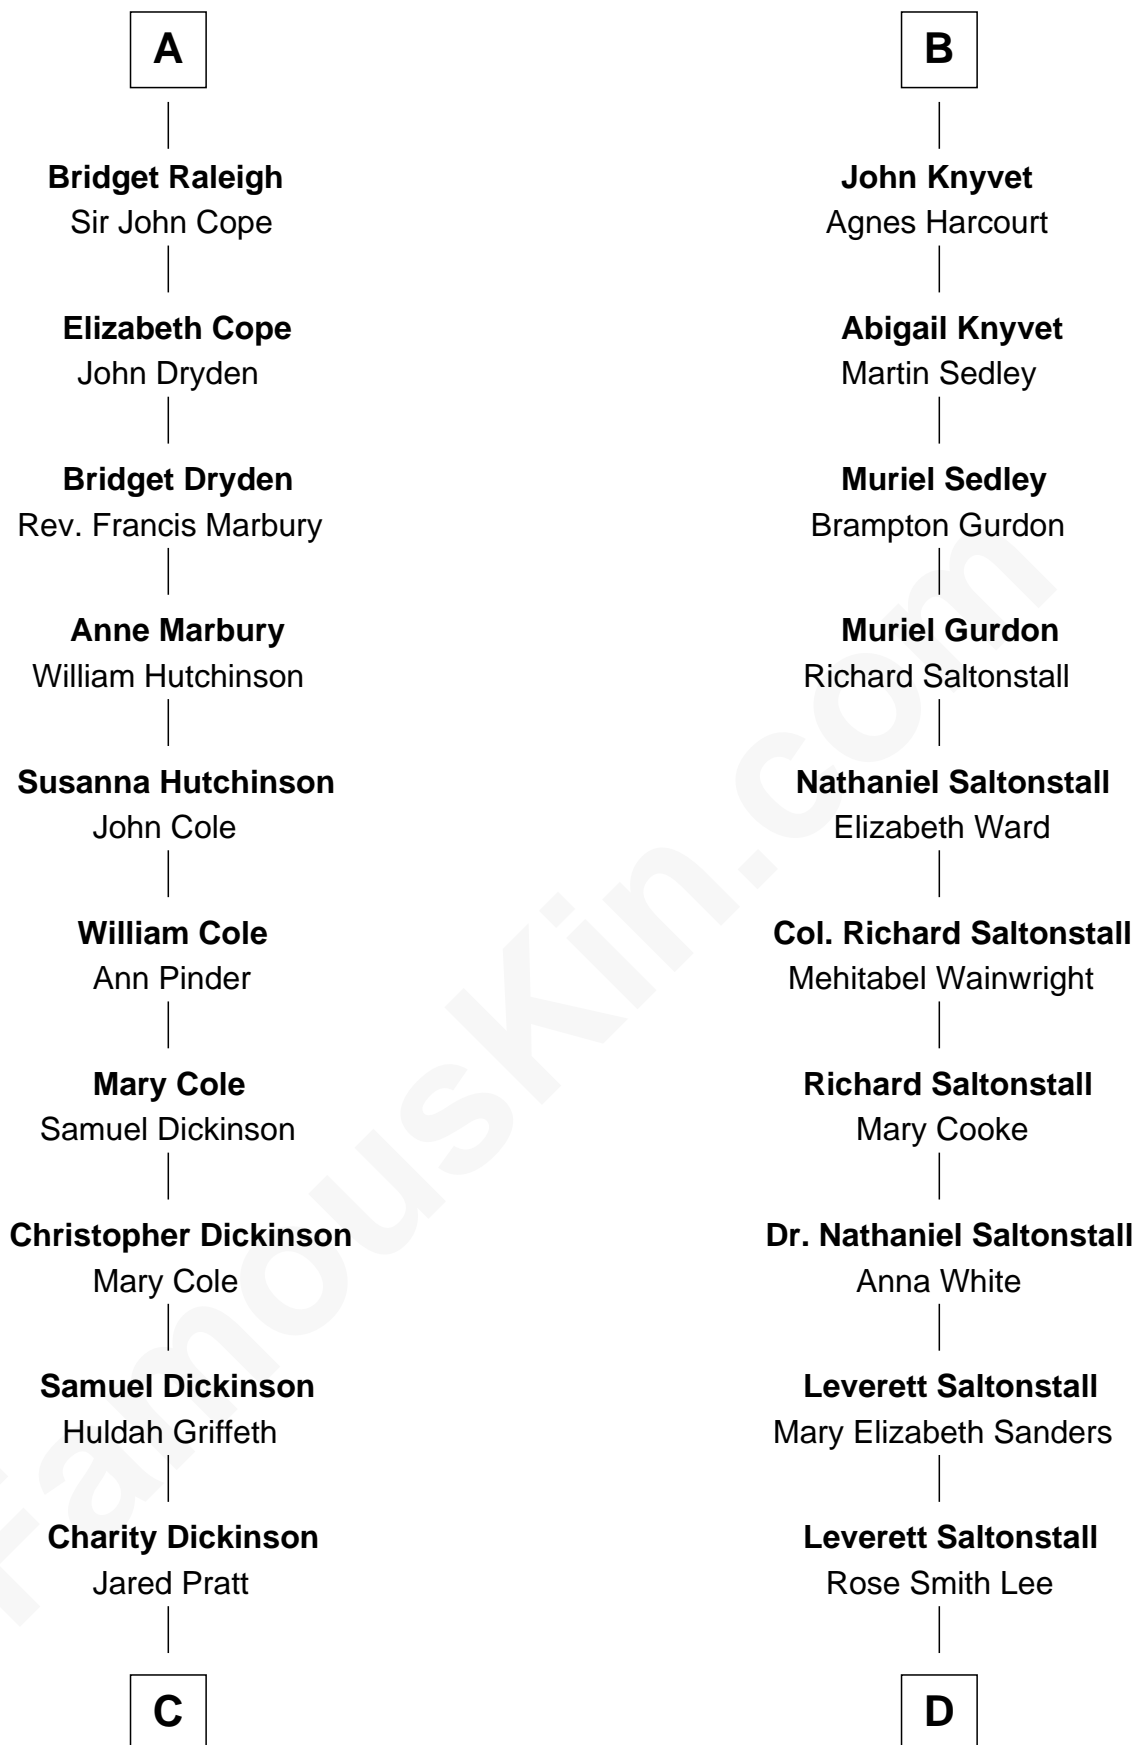 A
Bridget Raleigh
Sir John Cope
Elizabeth Cope
John Dryden
Bridget Dryden
Rev. Francis Marbury
Anne Marbury
William Hutchinson
Susanna Hutchinson
John Cole
William Cole
Ann Pinder
Mary Cole
Samuel Dickinson
Christopher Dickinson
Mary Cole
Samuel Dickinson
Huldah Griffeth
Charity Dickinson
Jared Pratt
C
B
John Knyvet
Agnes Harcourt
Abigail Knyvet
Martin Sedley
Muriel Sedley
Brampton Gurdon
Muriel Gurdon
Richard Saltonstall
Nathaniel Saltonstall
Elizabeth Ward
Col. Richard Saltonstall
Mehitabel Wainwright
Richard Saltonstall
Mary Cooke
Dr. Nathaniel Saltonstall
Anna White
Leverett Saltonstall
Mary Elizabeth Sanders
Leverett Saltonstall
Rose Smith Lee
D
FamousKin.com